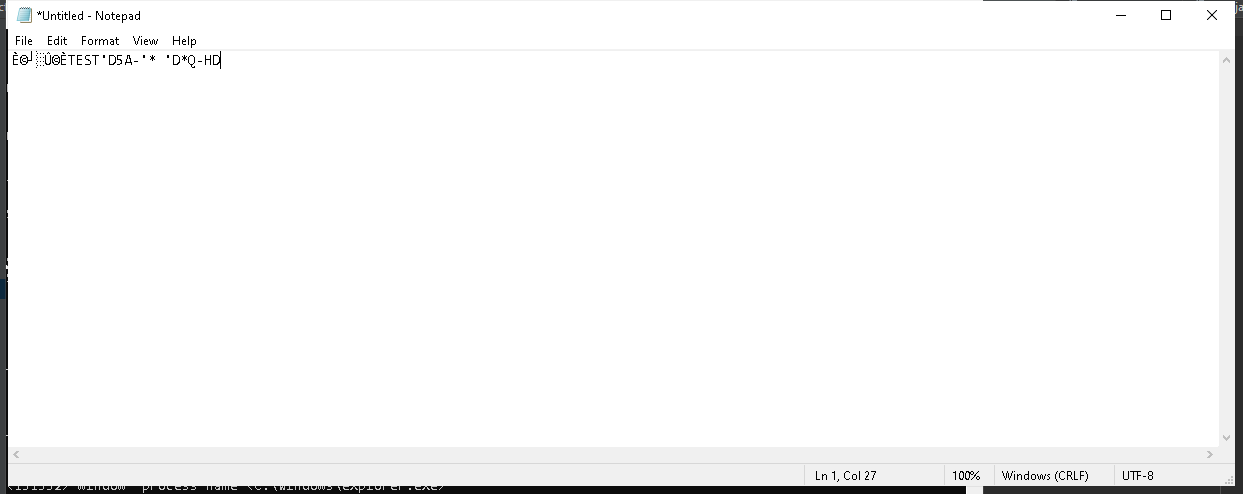 *Untitled - Notepad
File Edit Format View Help
È©┘░Û©ÈTEST'D5A-'* 'D*Q-HD
Ln 1, Col 27 100% Windows (CRLF) UTF-8
<131352> window process name <C:\Windows\explorer.exe>